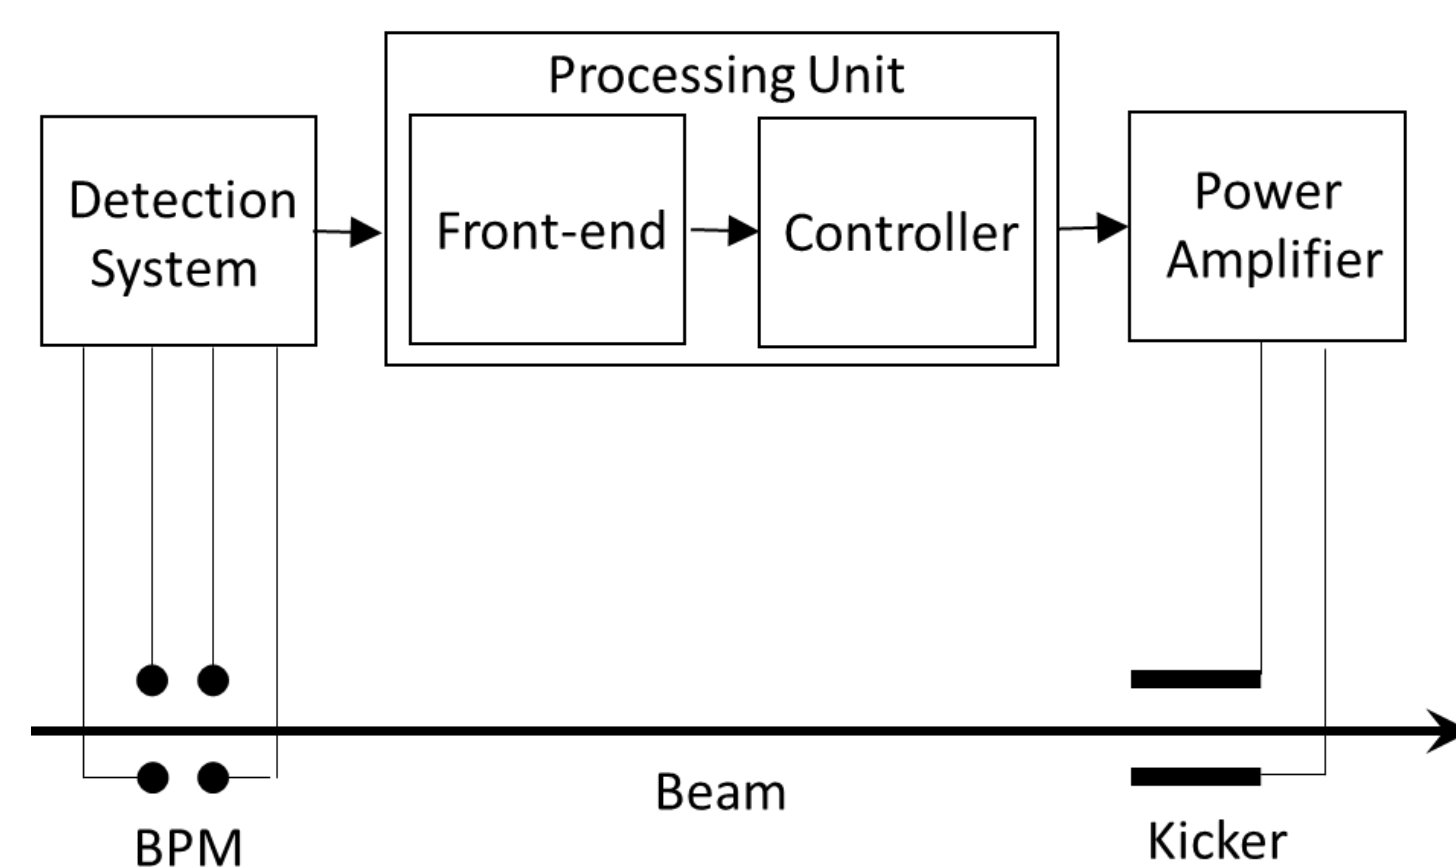 Processing Unit
Detection
System
Front-end
Controller
Power
Amplifier
Beam
BPM
Kicker